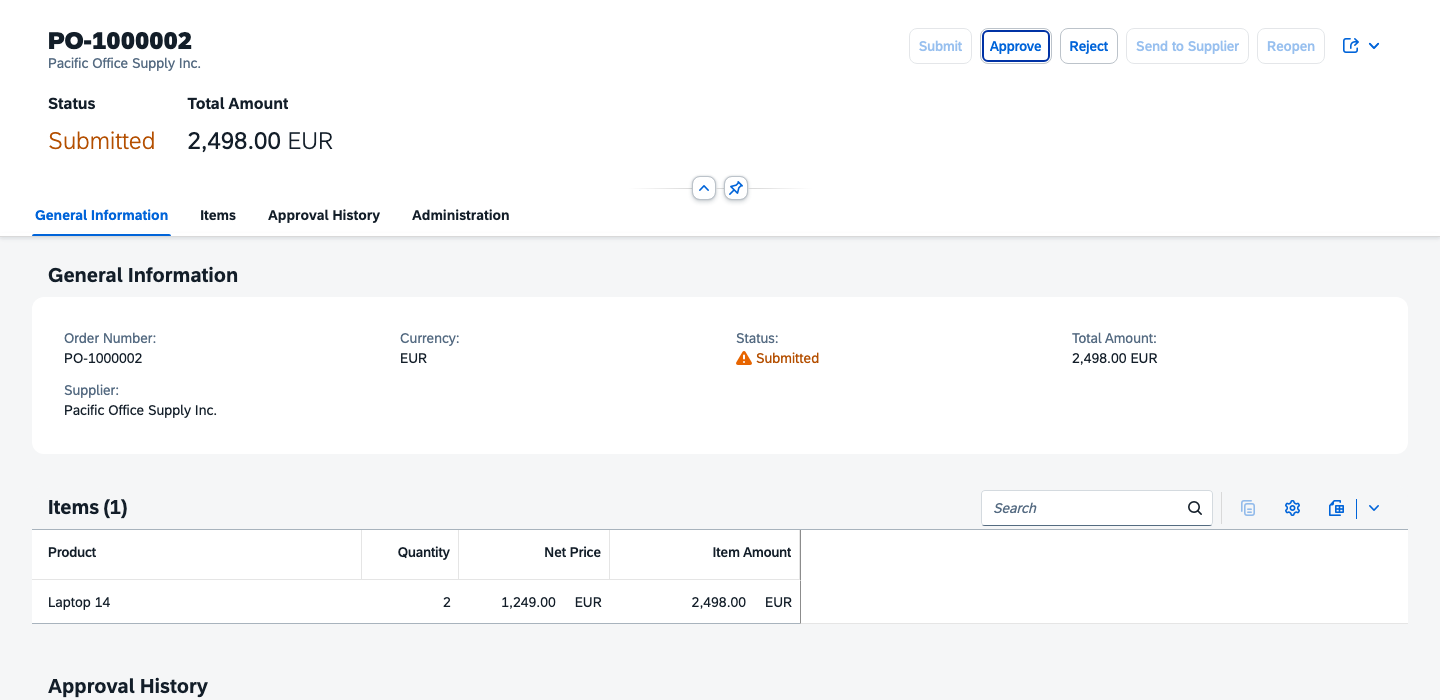 PO-1000002
Pacific Office Supply Inc.
Submit Approve Reject Send to Supplier Reopen
Status Total Amount
Submitted 2,498.00 EUR
General Information Items Approval History Administration
General Information
Order Number: Currency: Status: Total Amount:
PO-1000002 EUR Submitted 2,498.00 EUR
Supplier:
Pacific Office Supply Inc.
Items (1) Search
Product Quantity Net Price Item Amount
Laptop 14 2 1,249.00 EUR 2,498.00 EUR
Approval History